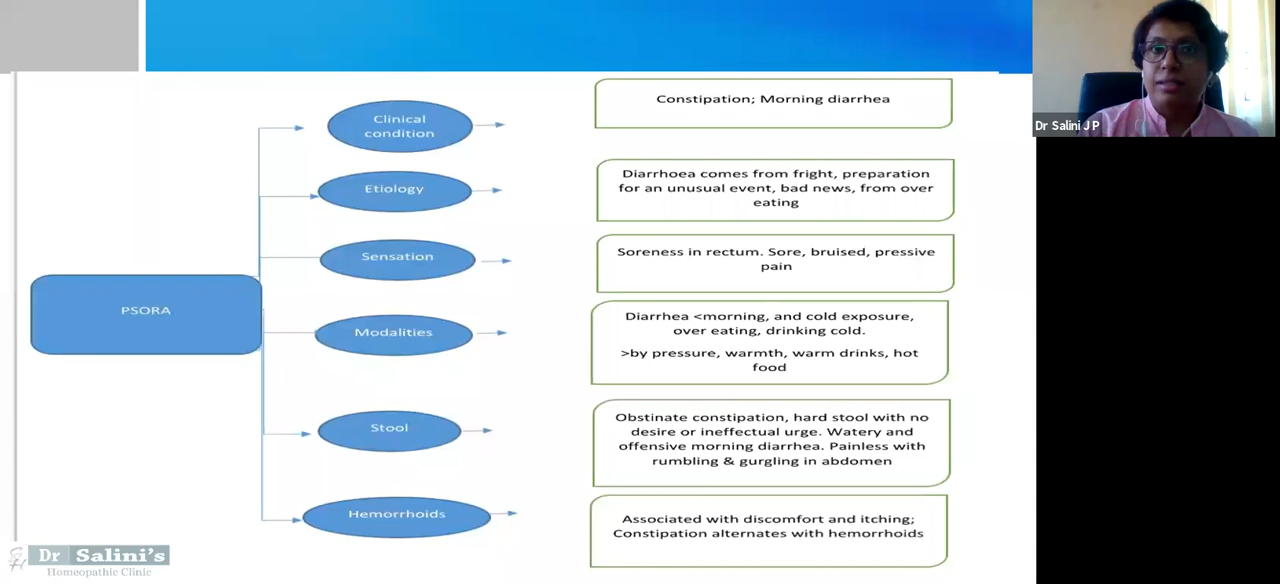 Clinical
condition
Constipation; Morning diarrhea
Etiology
Diarrhoea comes from fright, preparation
for an unusual event, bad news, from over
eating
Sensation
Soreness in rectum. Sore, bruised, pressive
pain
PSORA
Modalities
Diarrhea <morning, and cold exposure,
over eating, drinking cold.
>by pressure, warmth, warm drinks, hot
food
Stool
Obstinate constipation, hard stool with no
desire or ineffectual urge. Watery and
offensive morning diarrhea. Painless with
rumbling & gurgling in abdomen
Hemorrhoids
Associated with discomfort and itching;
Constipation alternates with hemorrhoids
Dr Salini J P
Dr Salini's
Homeopathic Clinic